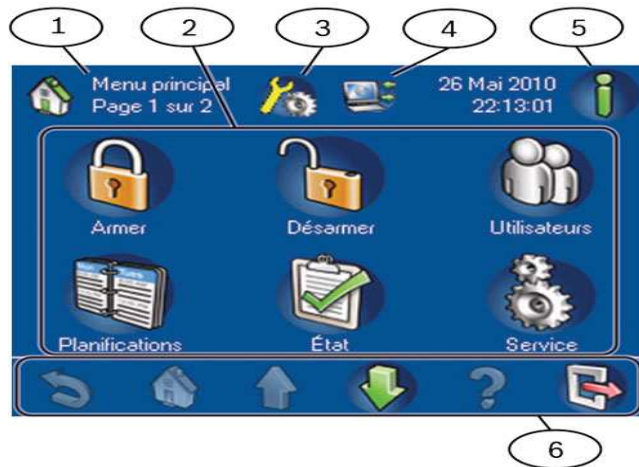 1 2 3 4 5
Menu principal
Page 1 sur 2
26 Mai 2010
22:13:01
Armer Désarmer Utilisateurs
Planifications État Service
6